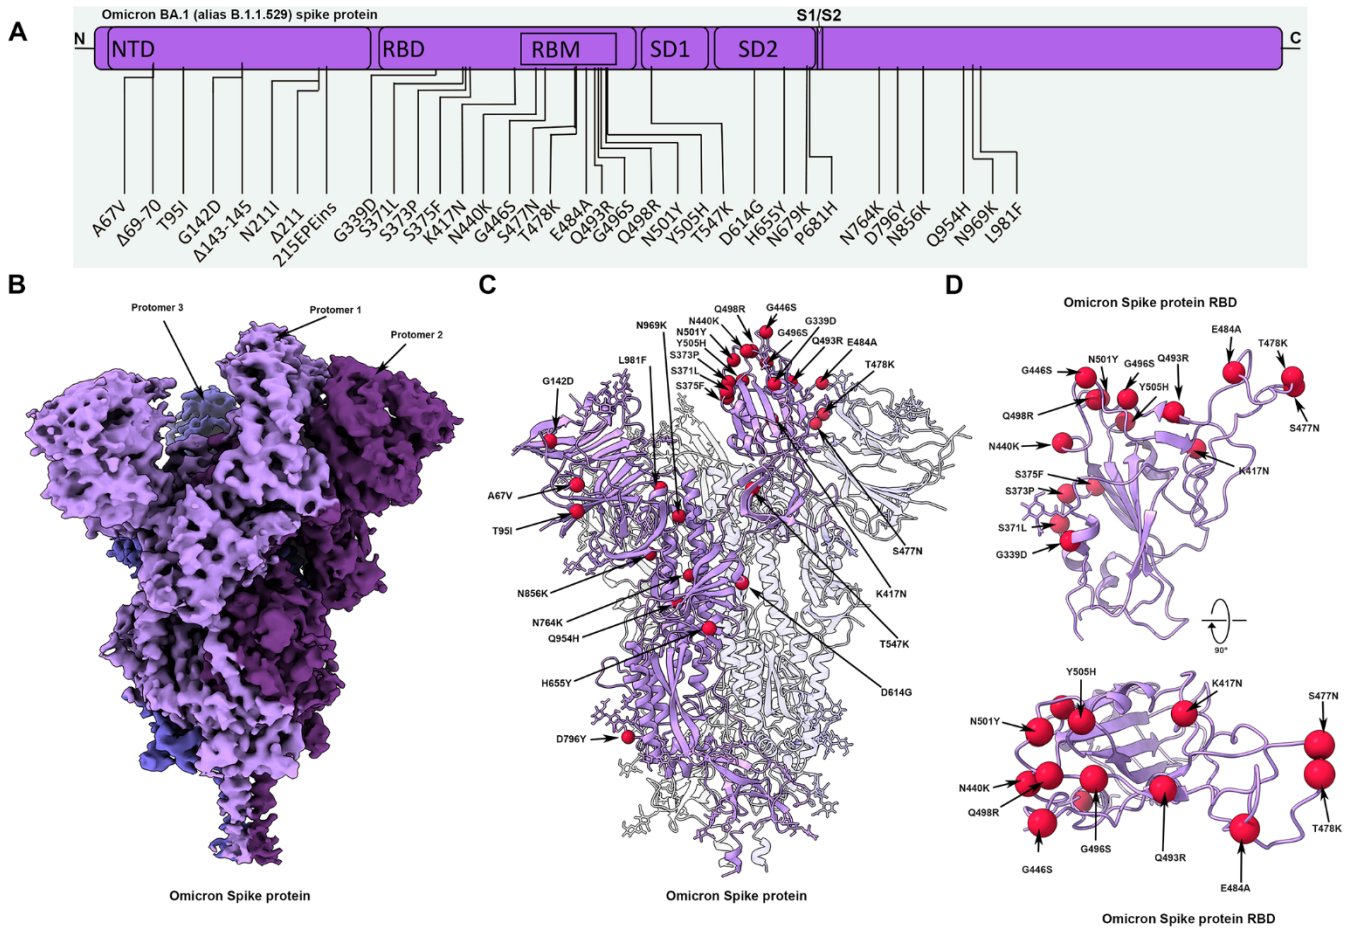 A
Omicron BA.1 (alias B.1.1.529) spike protein
S1/S2
N
NTD
RBD
RBM
SD1
SD2
C
A67V
Δ69-70
T95I
G142D
Δ143-145
N211I
Δ211
215EPEins
G339D
S371L
S373P
S375F
K417N
N440K
G446S
S477N
T478K
E484A
Q493R
G496S
Q498R
N501Y
Y505H
T547K
D614G
H655Y
N679K
P681H
N764K
D796Y
N856K
Q954H
N969K
L981F
B
Protomer 3
Protomer 1
Protomer 2
Omicron Spike protein
C
G446S
Q498R
N440K
G339D
N969K
N501Y
G496S
Y505H
Q493R
E484A
S373P
L981F
S371L
T478K
G142D
S375F
A67V
T95I
S477N
N856K
K417N
N764K
Q954H
T547K
H655Y
D614G
D796Y
Omicron Spike protein
D
Omicron Spike protein RBD
E484A
T478K
N501Y
G496S
Q493R
G446S
Y505H
Q498R
S477N
N440K
K417N
S375F
S373P
S371L
G339D
90°
Y505H
K417N
S477N
N501Y
N440K
Q498R
T478K
G446S
G496S
Q493R
E484A
Omicron Spike protein RBD